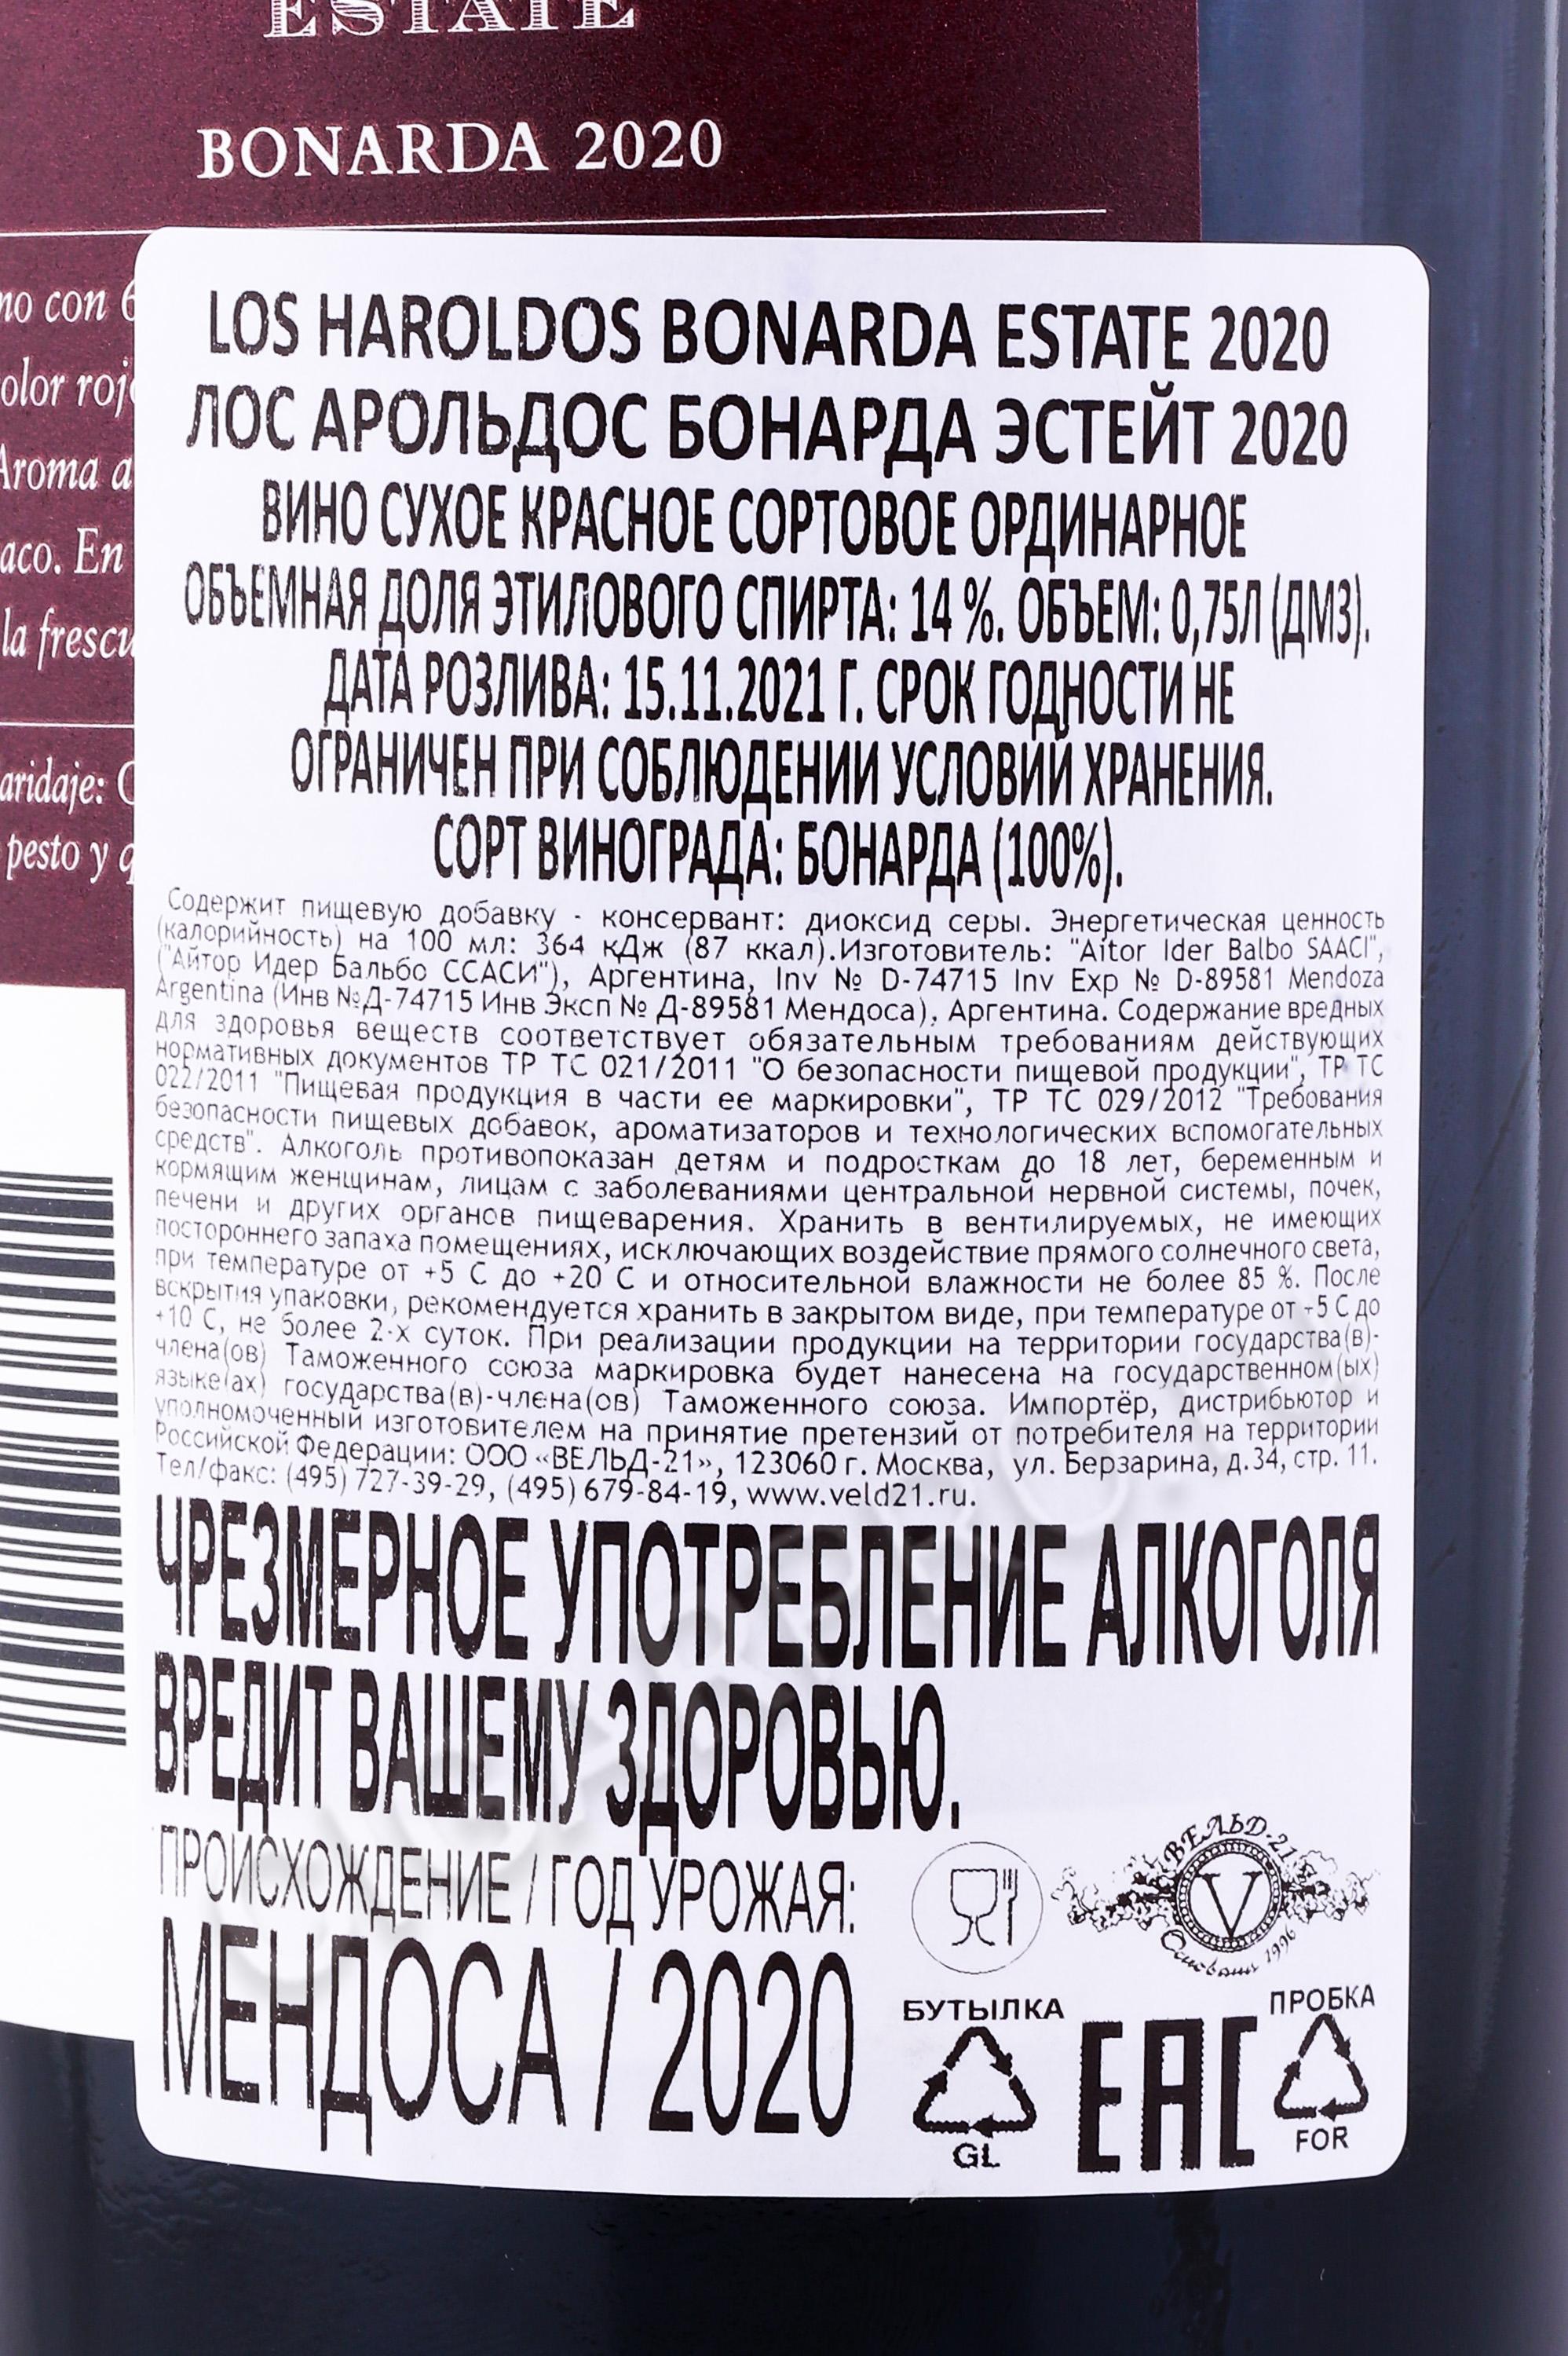 ESTATE
BONARDA 2020
no con 6
olor roj
Aroma a
aco. En
la frescu
aridaje: C
pesto y q
LOS HAROLDOS BONARDA ESTATE 2020
ЛОС АРОЛЬДОС БОНАРДА ЭСТЕЙТ 2020
ВИНО СУХОЕ КРАСНОЕ СОРТОВОЕ ОРДИНАРНОЕ
ОБЪЕМНАЯ ДОЛЯ ЭТИЛОВОГО СПИРТА: 14 %. ОБЪЕМ: 0,75Л (ДМ3).
ДАТА РОЗЛИВА: 15.11.2021 Г. СРОК ГОДНОСТИ НЕ
ОГРАНИЧЕН ПРИ СОБЛЮДЕНИИ УСЛОВИЙ ХРАНЕНИЯ.
СОРТ ВИНОГРАДА: БОНАРДА (100%).
Содержит пищевую добавку - консервант: диоксид серы. Энергетическая ценность
(калорийность) на 100 мл: 364 кДж (87 ккал).Изготовитель: "Aitor Ider Balbo SAACI",
("Айтор Идер Бальбо ССАСИ"), Аргентина, Inv № D-74715 Inv Exp № D-89581 Mendoza
Argentina (Инв №Д-74715 Инв Эксп № Д-89581 Мендоса), Аргентина. Содержание вредных
для здоровья веществ соответствует обязательным требованиям действующих
нормативных документов ТР ТС 021/2011 "О безопасности пищевой продукции", ТР ТС
022/2011 "Пищевая продукция в части ее маркировки", ТР ТС 029/2012 "Требования
безопасности пищевых добавок, ароматизаторов и технологических вспомогательных
средств". Алкоголь противопоказан детям и подросткам до 18 лет, беременным и
кормящим женщинам, лицам с заболеваниями центральной нервной системы, почек,
печени и других органов пищеварения. Хранить в вентилируемых, не имеющих
постороннего запаха помещениях, исключающих воздействие прямого солнечного света,
при температуре от +5 С до +20 С и относительной влажности не более 85 %. После
вскрытия упаковки, рекомендуется хранить в закрытом виде, при температуре от +5 С до
+10 С, не более 2-х суток. При реализации продукции на территории государства(в)-
члена(ов) Таможенного союза маркировка будет нанесена на государственном(ых)
языке(ах) государства(в)-члена(ов) Таможенного союза. Импортёр, дистрибьютор и
уполномоченный изготовителем на принятие претензий от потребителя на территории
Российской Федерации: ООО «ВЕЛЬД-21», 123060 г. Москва, ул. Берзарина, д.34, стр. 11.
Тел/факс: (495) 727-39-29, (495) 679-84-19, www.veld21.ru.
ЧРЕЗМЕРНОЕ УПОТРЕБЛЕНИЕ АЛКОГОЛЯ
ВРЕДИТ ВАШЕМУ ЗДОРОВЬЮ.
ПРОИСХОЖДЕНИЕ / ГОД УРОЖАЯ:
МЕНДОСА / 2020
ВЕЛЬД-21
V
Основан 1996
БУТЫЛКА
GL
EAC
ПРОБКА
FOR